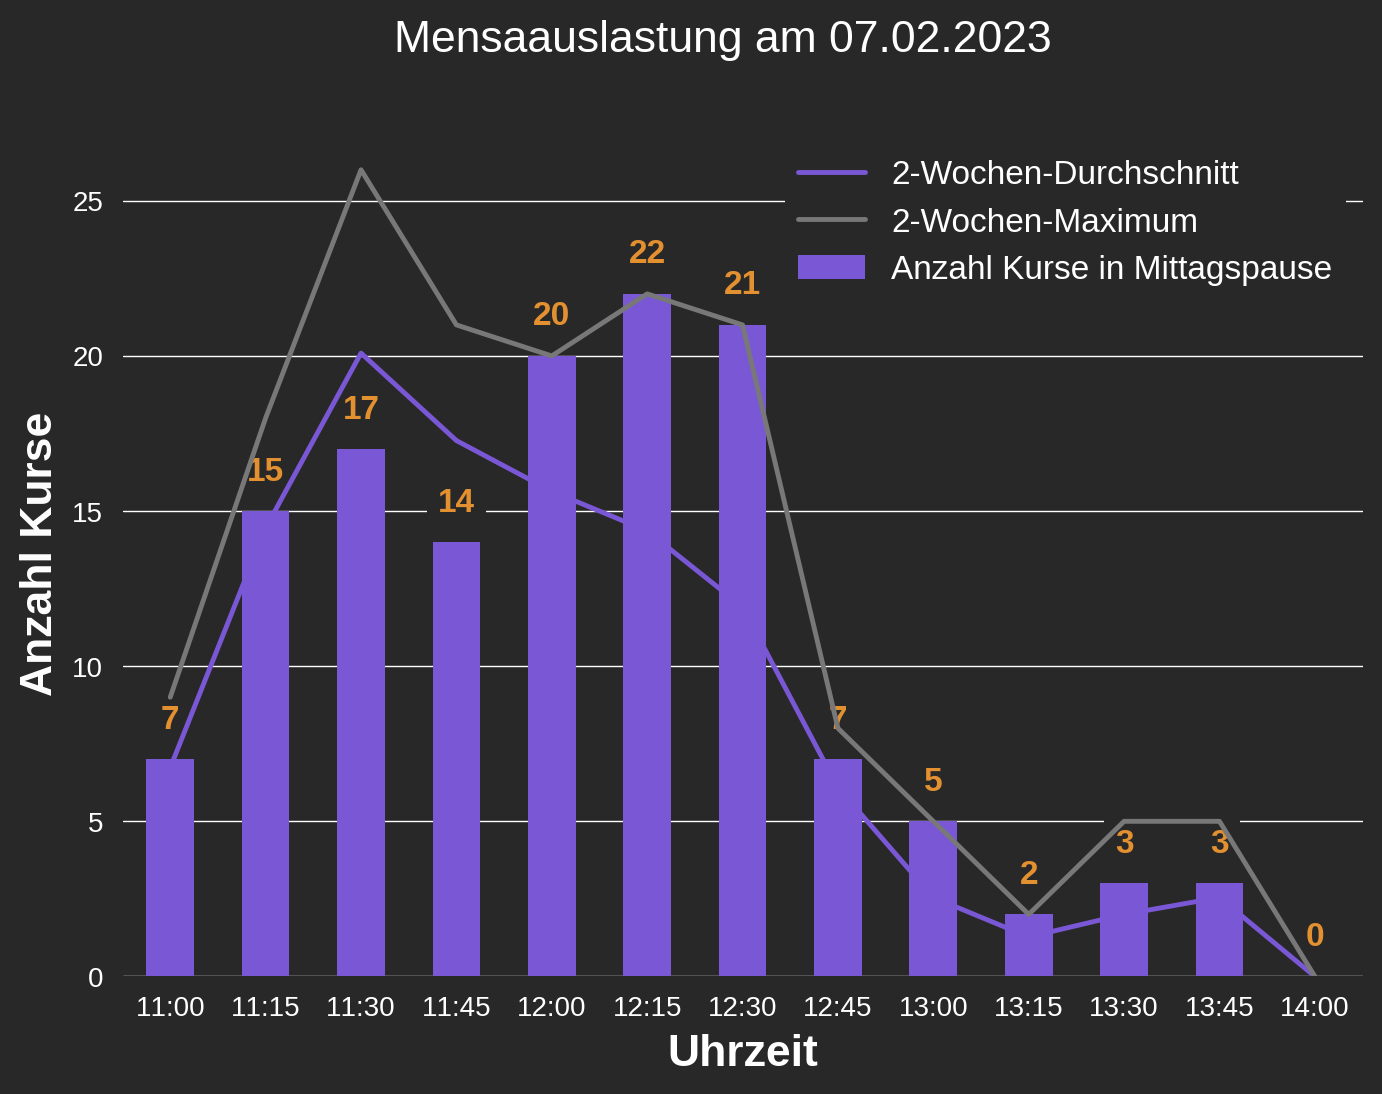 Mensaauslastung am 07.02.2023
2-Wochen-Durchschnitt
2-Wochen-Maximum
Anzahl Kurse in Mittagspause
Anzahl Kurse
25
20
15
10
5
0
7
15
17
14
20
22
21
7
5
2
3
3
0
11:00 11:15 11:30 11:45 12:00 12:15 12:30 12:45 13:00 13:15 13:30 13:45 14:00
Uhrzeit